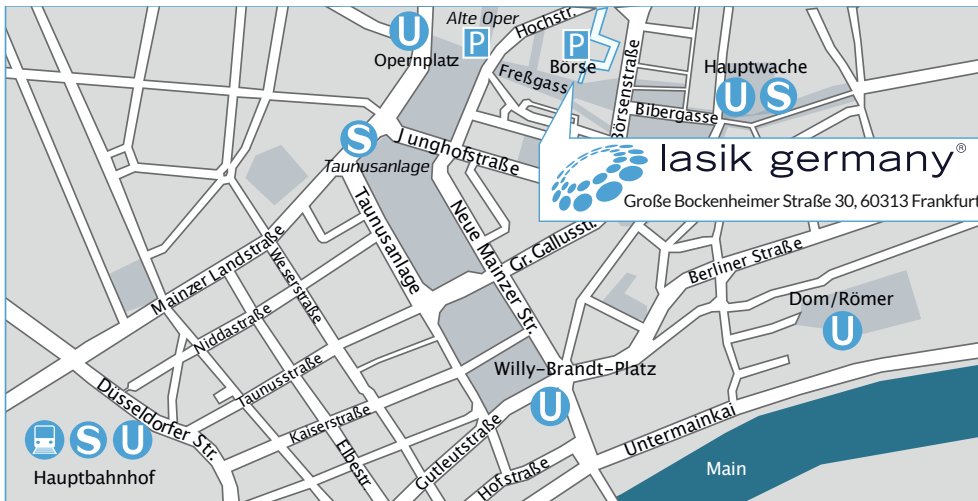 Alte Oper
Hochstr.
U
P
P
Opernplatz
Börse
Hauptwache
Freßgass
U S
Börsenstraße
Bibergasse
S
Lunghofstraße
Taunusanlage
lasik germany®
Große Bockenheimer Straße 30, 60313 Frankfurt
Taunusanlage
Neue Mainzer Str.
Gr. Gallusstr.
Mainzer Landstraße
Weserstraße
Berliner Straße
Niddastraße
Dom/Römer
U
Taunusstraße
Willy-Brandt-Platz
U
Düsseldorfer Str.
Kaiserstraße
Elbestr.
Gutleutstraße
Hofstraße
Untermainkai
S U
Hauptbahnhof
Main